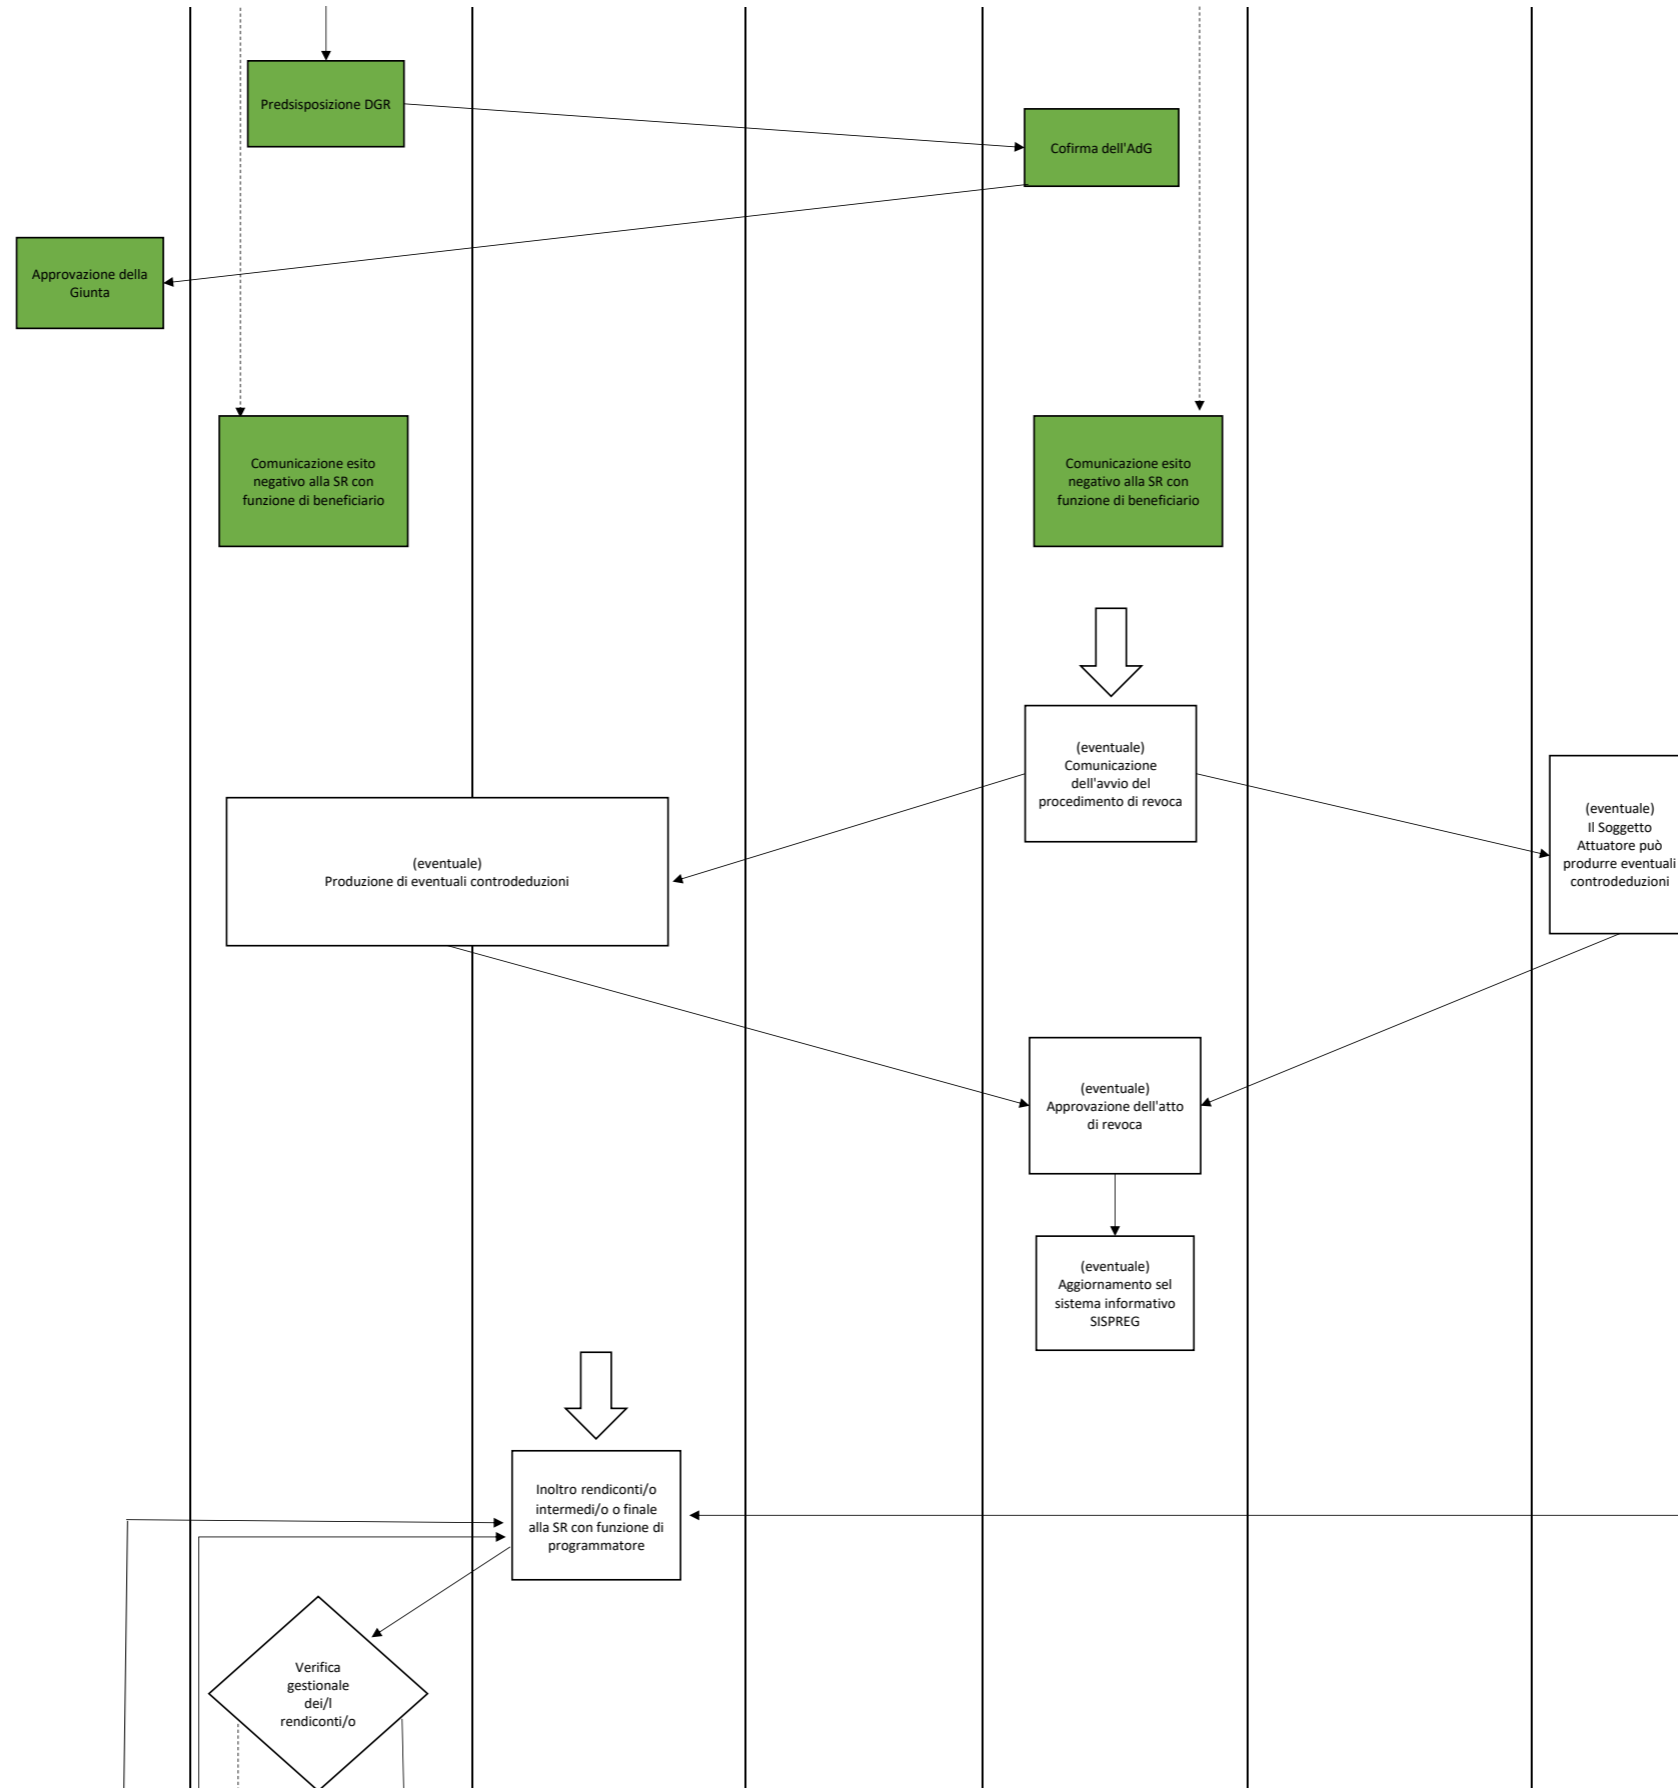 Predsisposizione DGR
Cofirma dell'AdG
Approvazione della
Giunta
Comunicazione esito
negativo alla SR con
funzione di beneficiario
Comunicazione esito
negativo alla SR con
funzione di beneficiario
(eventuale)
Comunicazione
dell'avvio del
procedimento di revoca
(eventuale)
Il Soggetto
Attuatore può
produrre eventuali
controdeduzioni
(eventuale)
Produzione di eventuali controdeduzioni
(eventuale)
Approvazione dell'atto
di revoca
(eventuale)
Aggiornamento sel
sistema informativo
SISPREG
Inoltro rendiconti/o
intermedi/o o finale
alla SR con funzione di
programmatore
Verifica
gestionale
dei/l
rendiconti/o